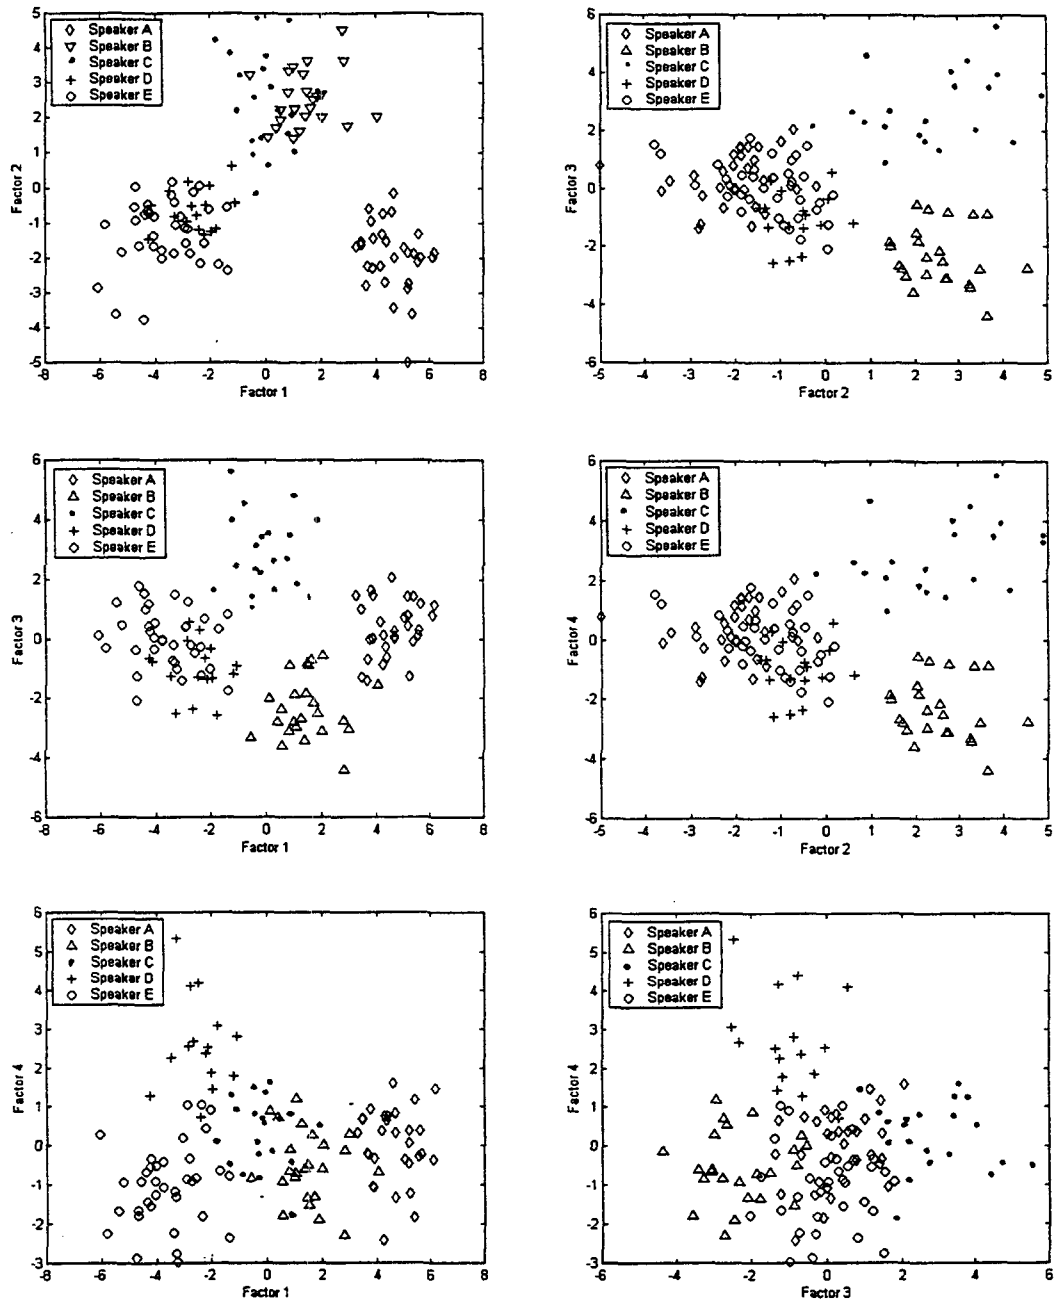 5
4
3
2
1
0
-1
-2
-3
-4
-5
Factor 2
Speaker A
Speaker B
Speaker C
Speaker D
Speaker E
-8 -6 -4 -2 0 2 4 6 8
Factor 1
6
4
2
0
-2
-4
-6
Factor 3
Speaker A
Speaker B
Speaker C
Speaker D
Speaker E
-5 -4 -3 -2 -1 0 1 2 3 4 5
Factor 2
6
4
2
0
-2
-4
-6
Factor 3
Speaker A
Speaker B
Speaker C
Speaker D
Speaker E
-8 -6 -4 -2 0 2 4 6 8
Factor 1
6
4
2
0
-2
-4
-6
Factor 4
Speaker A
Speaker B
Speaker C
Speaker D
Speaker E
-5 -4 -3 -2 -1 0 1 2 3 4 5
Factor 2
6
5
4
3
2
1
0
-1
-2
-3
Factor 4
Speaker A
Speaker B
Speaker C
Speaker D
Speaker E
-8 -6 -4 -2 0 2 4 6 8
Factor 1
6
5
4
3
2
1
0
-1
-2
-3
Factor 4
Speaker A
Speaker B
Speaker C
Speaker D
Speaker E
-6 -4 -2 0 2 4 6
Factor 3